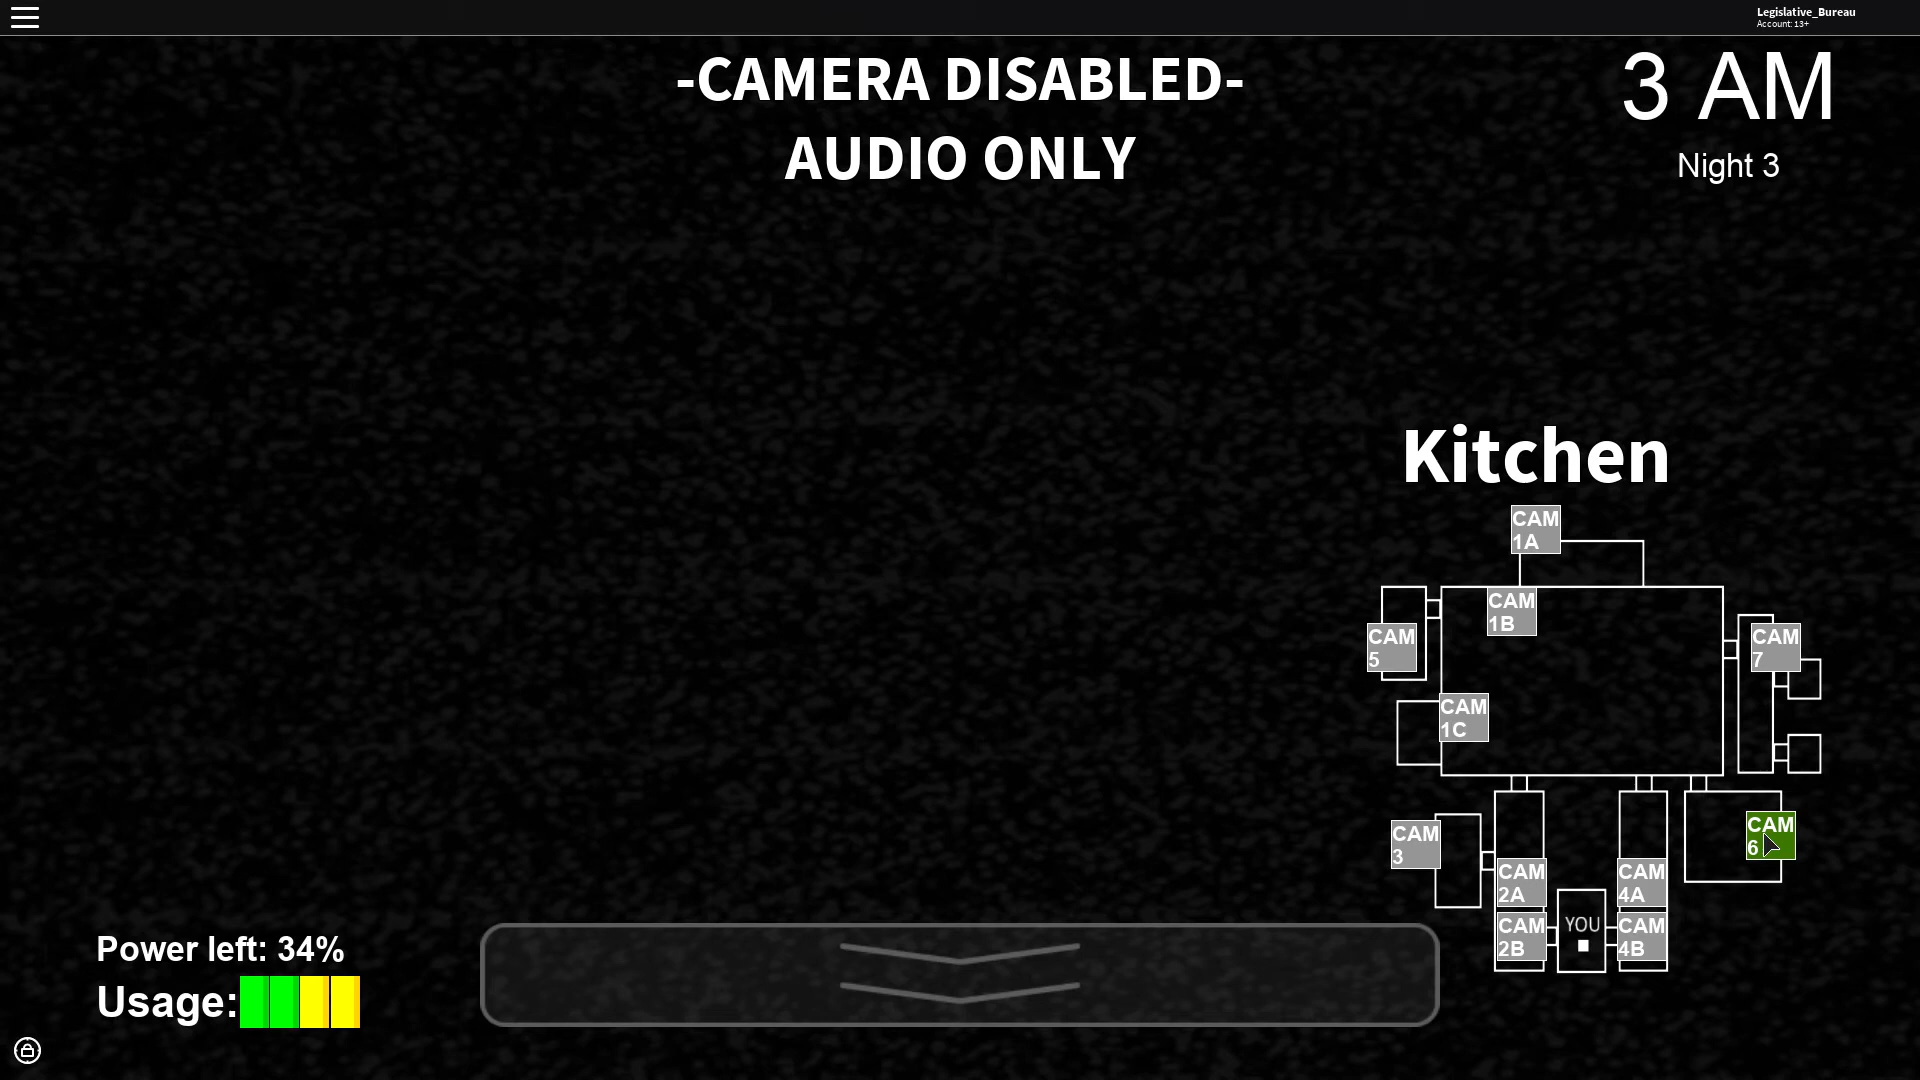 Legislative_Bureau
Account: 13+
-CAMERA DISABLED-
AUDIO ONLY
3 AM
Night 3
Kitchen
CAM
1A
CAM
1B
CAM
5
CAM
7
CAM
1C
CAM
3
CAM
6
CAM
2A
CAM
4A
CAM
2B
YOU
CAM
4B
Power left: 34%
Usage: